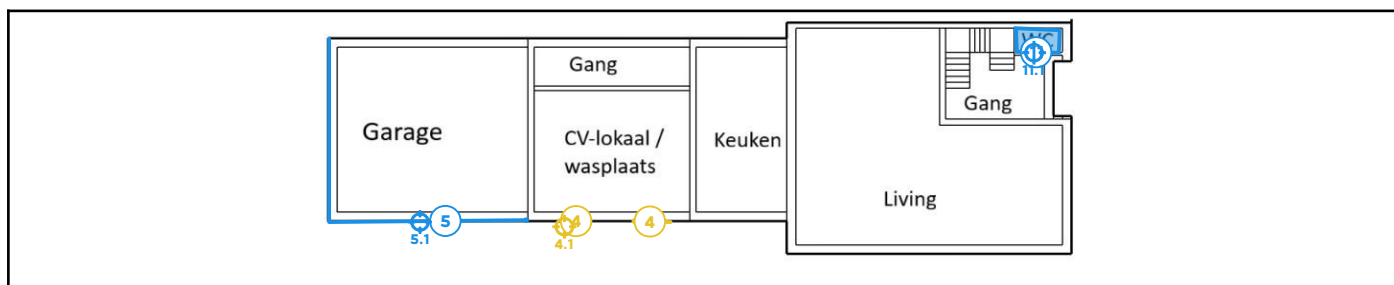 WC
11.1
Gang
Gang
Garage
CV-lokaal /
wasplaats
Keuken
Living
5
5.1
4
4.1
4